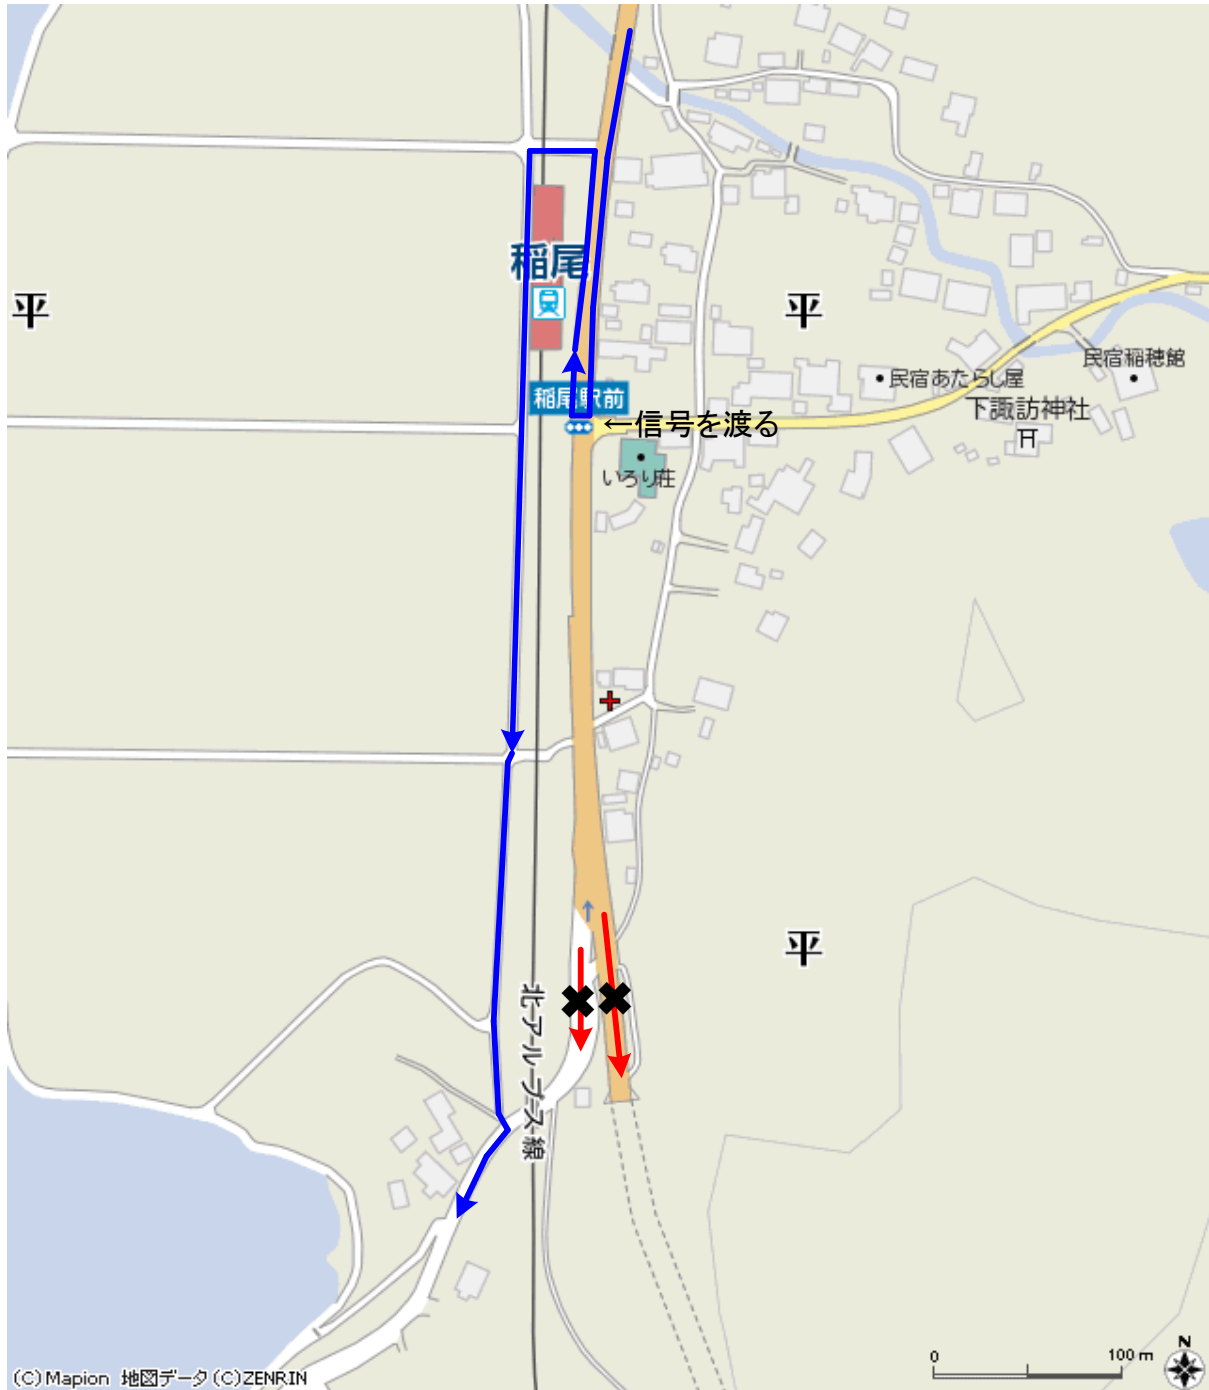 稲尾
平
平
稲尾駅前
←信号を渡る
民宿あたらし屋
民宿稲穂館
下諏訪神社
いろり荘
平
北アルプス線
0
100 m
N
(C)Mapion 地図データ(C)ZENRIN